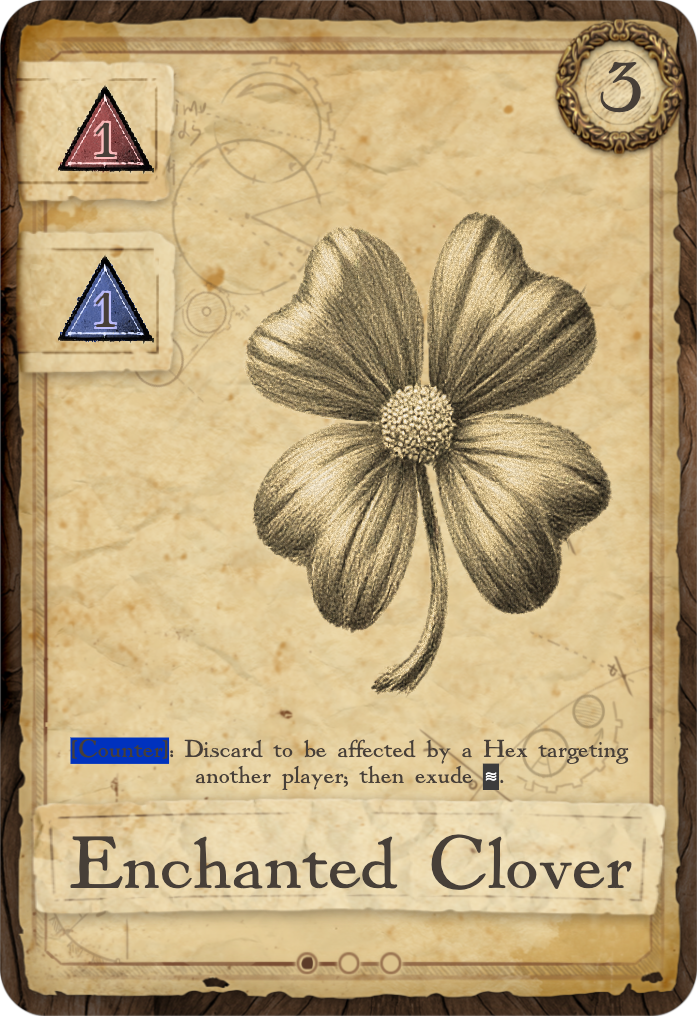 3
1
1
[Counter]: Discard to be affected by a Hex targeting
another player; then exude ≋.
Enchanted Clover